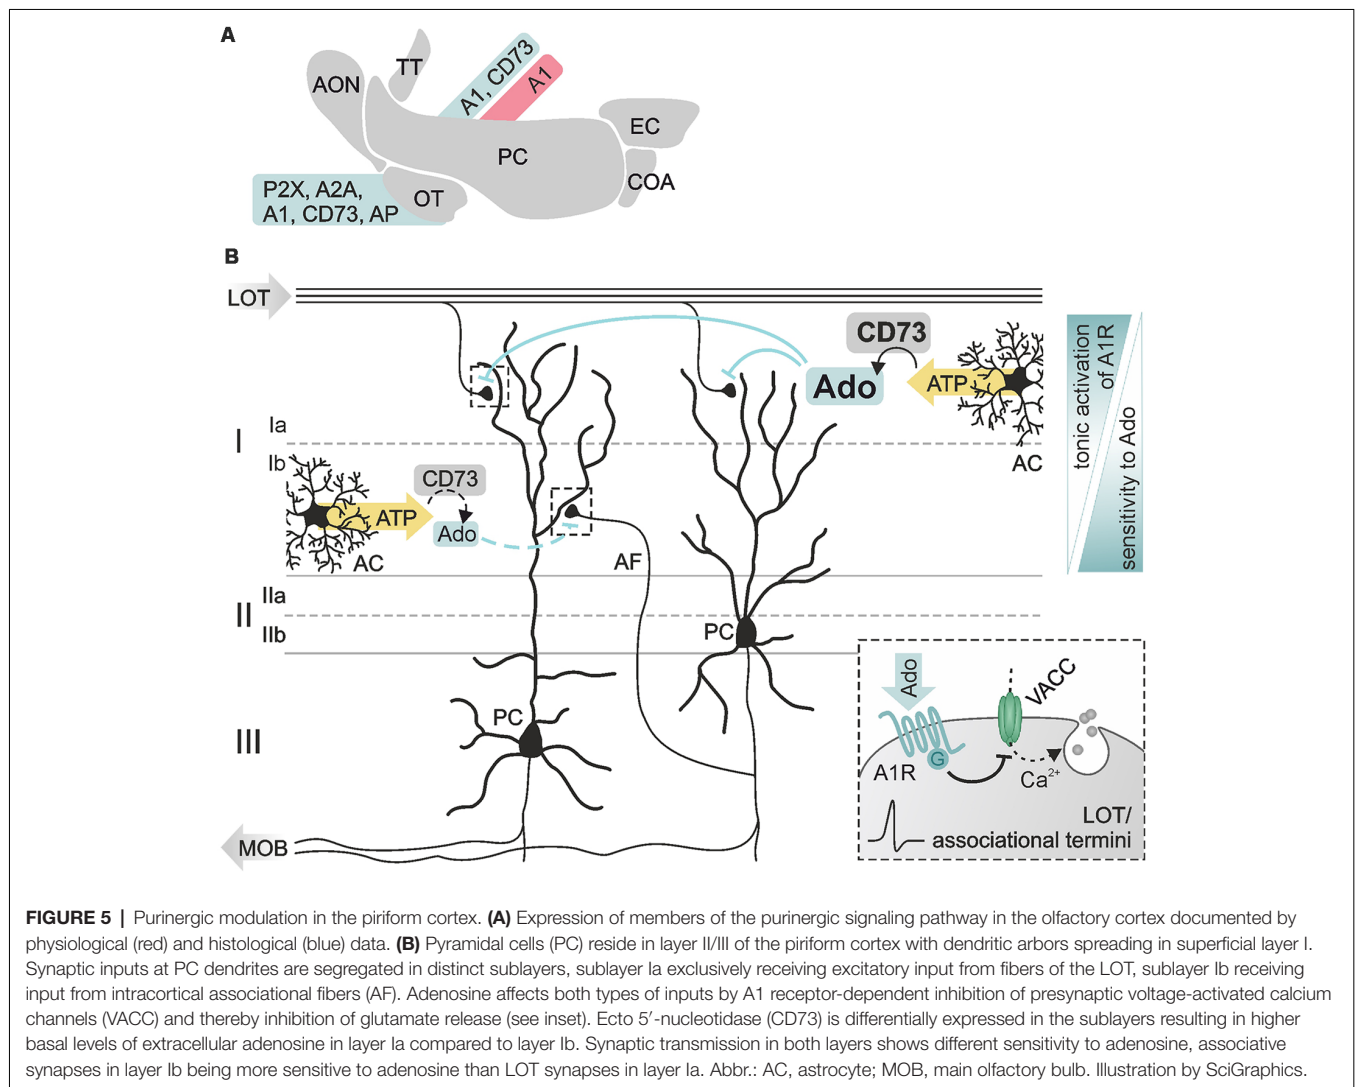 A
AON
TT
A1, CD73
A1
EC
PC
COA
OT
P2X, A2A,
A1, CD73, AP
B
LOT
CD73
Ado
ATP
AC
tonic activation
of A1R
sensitivity to Ado
I
Ia
Ib
CD73
ATP
Ado
AC
AF
II
IIa
IIb
PC
III
PC
MOB
Ado
VACC
A1R
G
Ca2+
LOT/
associational termini
FIGURE 5 | Purinergic modulation in the piriform cortex. (A) Expression of members of the purinergic signaling pathway in the olfactory cortex documented by
physiological (red) and histological (blue) data. (B) Pyramidal cells (PC) reside in layer II/III of the piriform cortex with dendritic arbors spreading in superficial layer I.
Synaptic inputs at PC dendrites are segregated in distinct sublayers, sublayer Ia exclusively receiving excitatory input from fibers of the LOT, sublayer Ib receiving
input from intracortical associational fibers (AF). Adenosine affects both types of inputs by A1 receptor-dependent inhibition of presynaptic voltage-activated calcium
channels (VACC) and thereby inhibition of glutamate release (see inset). Ecto 5′-nucleotidase (CD73) is differentially expressed in the sublayers resulting in higher
basal levels of extracellular adenosine in layer Ia compared to layer Ib. Synaptic transmission in both layers shows different sensitivity to adenosine, associative
synapses in layer Ib being more sensitive to adenosine than LOT synapses in layer Ia. Abbr.: AC, astrocyte; MOB, main olfactory bulb. Illustration by SciGraphics.